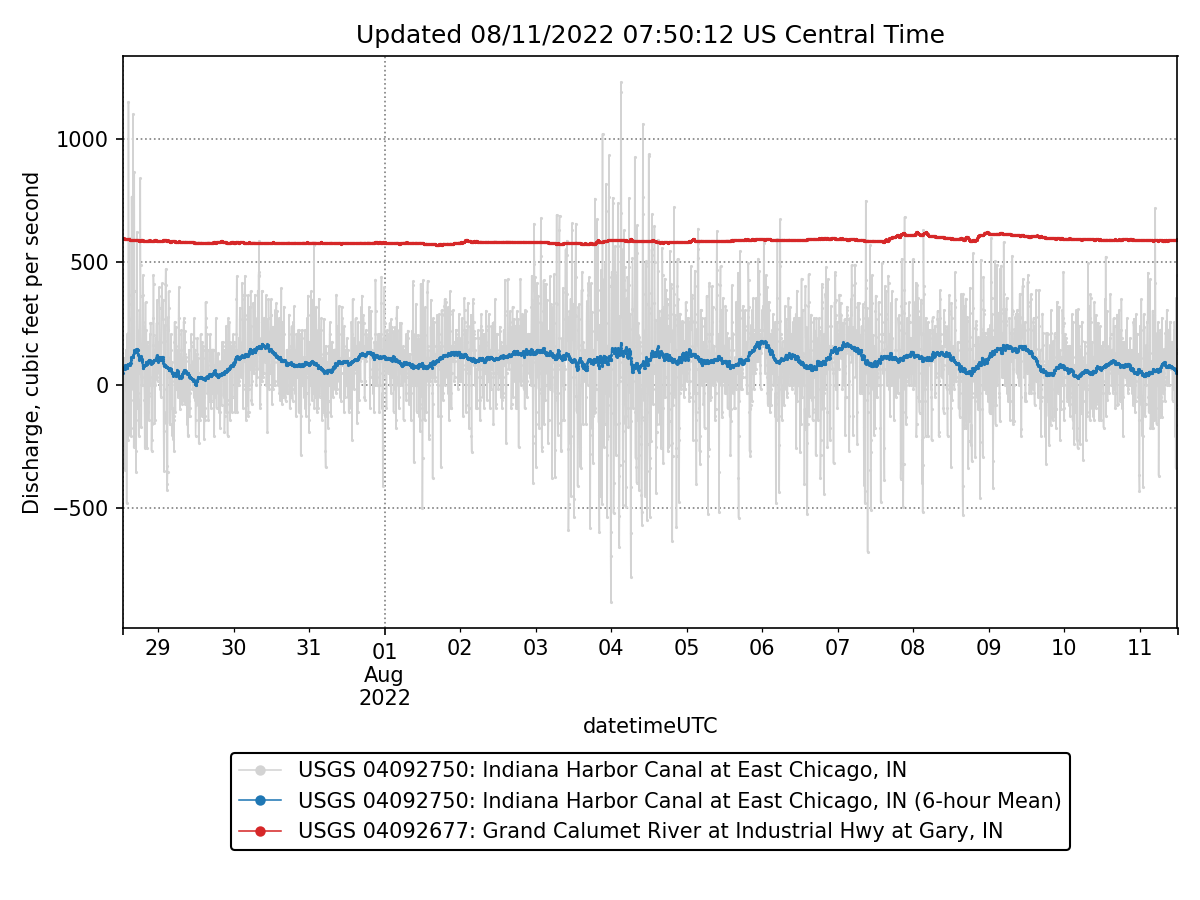 Updated 08/11/2022 07:50:12 US Central Time
Discharge, cubic feet per second
1000
500
0
−500
29 30 31 01 02 03 04 05 06 07 08 09 10 11
Aug
2022
datetimeUTC
USGS 04092750: Indiana Harbor Canal at East Chicago, IN
USGS 04092750: Indiana Harbor Canal at East Chicago, IN (6-hour Mean)
USGS 04092677: Grand Calumet River at Industrial Hwy at Gary, IN